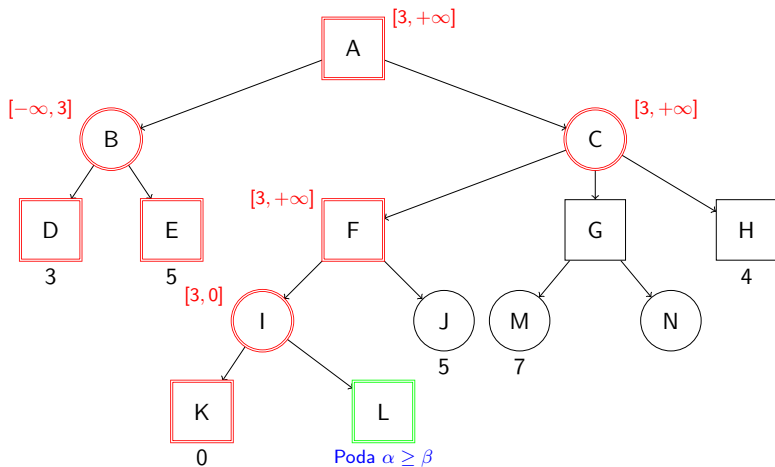 [3, +∞]
A
[−∞, 3]
B
C
[3, +∞]
D
E
[3, +∞]
F
G
H
3
5
4
[3, 0]
I
J
M
N
5
7
K
L
0
Poda α ≥ β